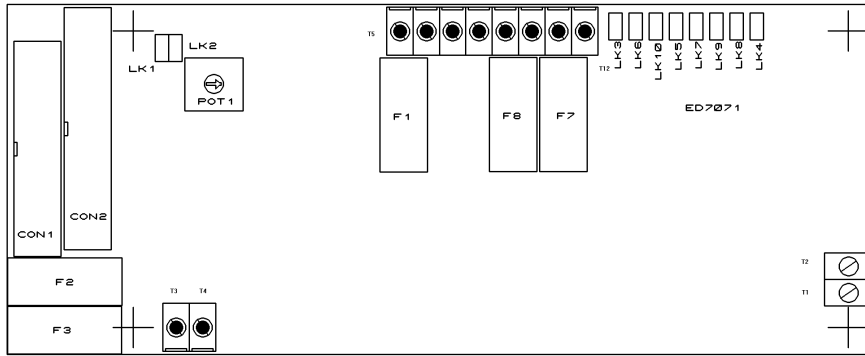 T5
LK1
LK2
POT1
T12
LK3
LK6
LK10
LK5
LK7
LK9
LK8
LK4
F1
F8
F7
ED7071
CON1
CON2
F2
F3
T3
T4
T2
T1